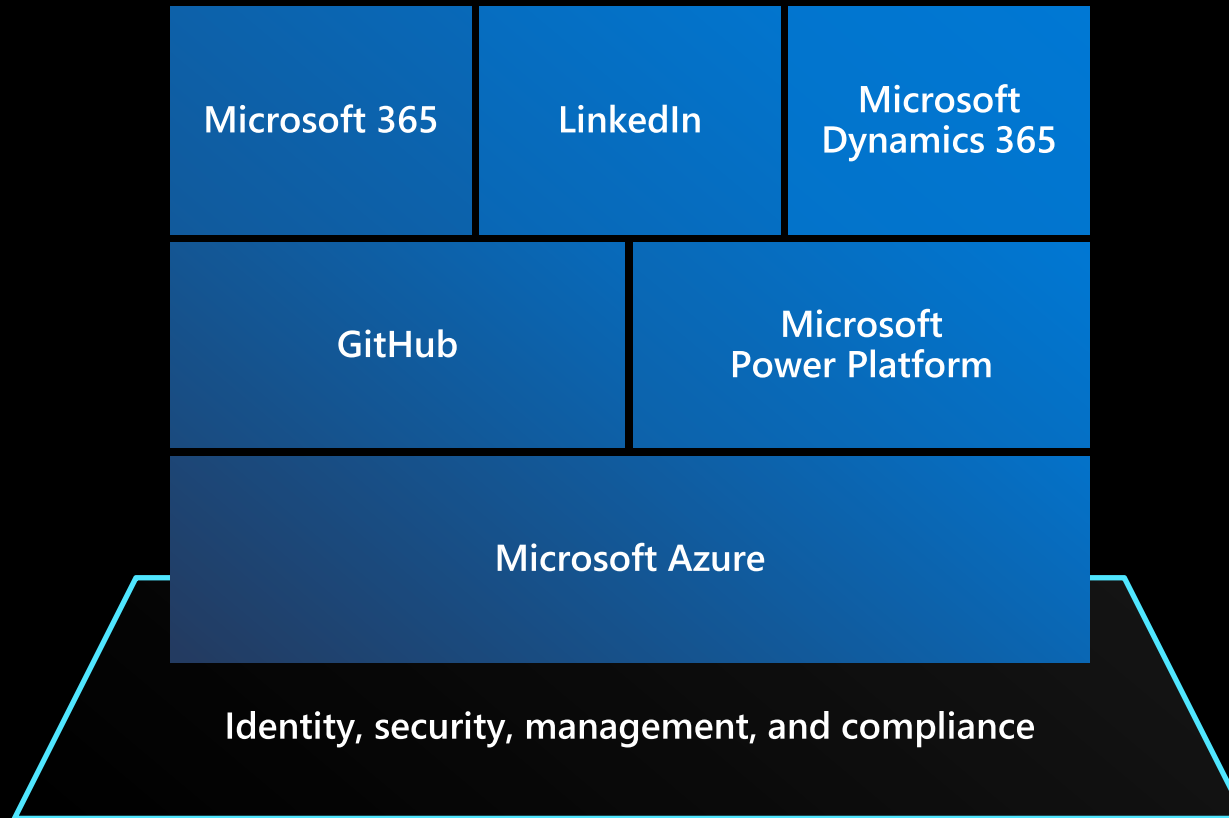 Microsoft 365
LinkedIn
Microsoft
Dynamics 365
GitHub
Microsoft
Power Platform
Microsoft Azure
Identity, security, management, and compliance